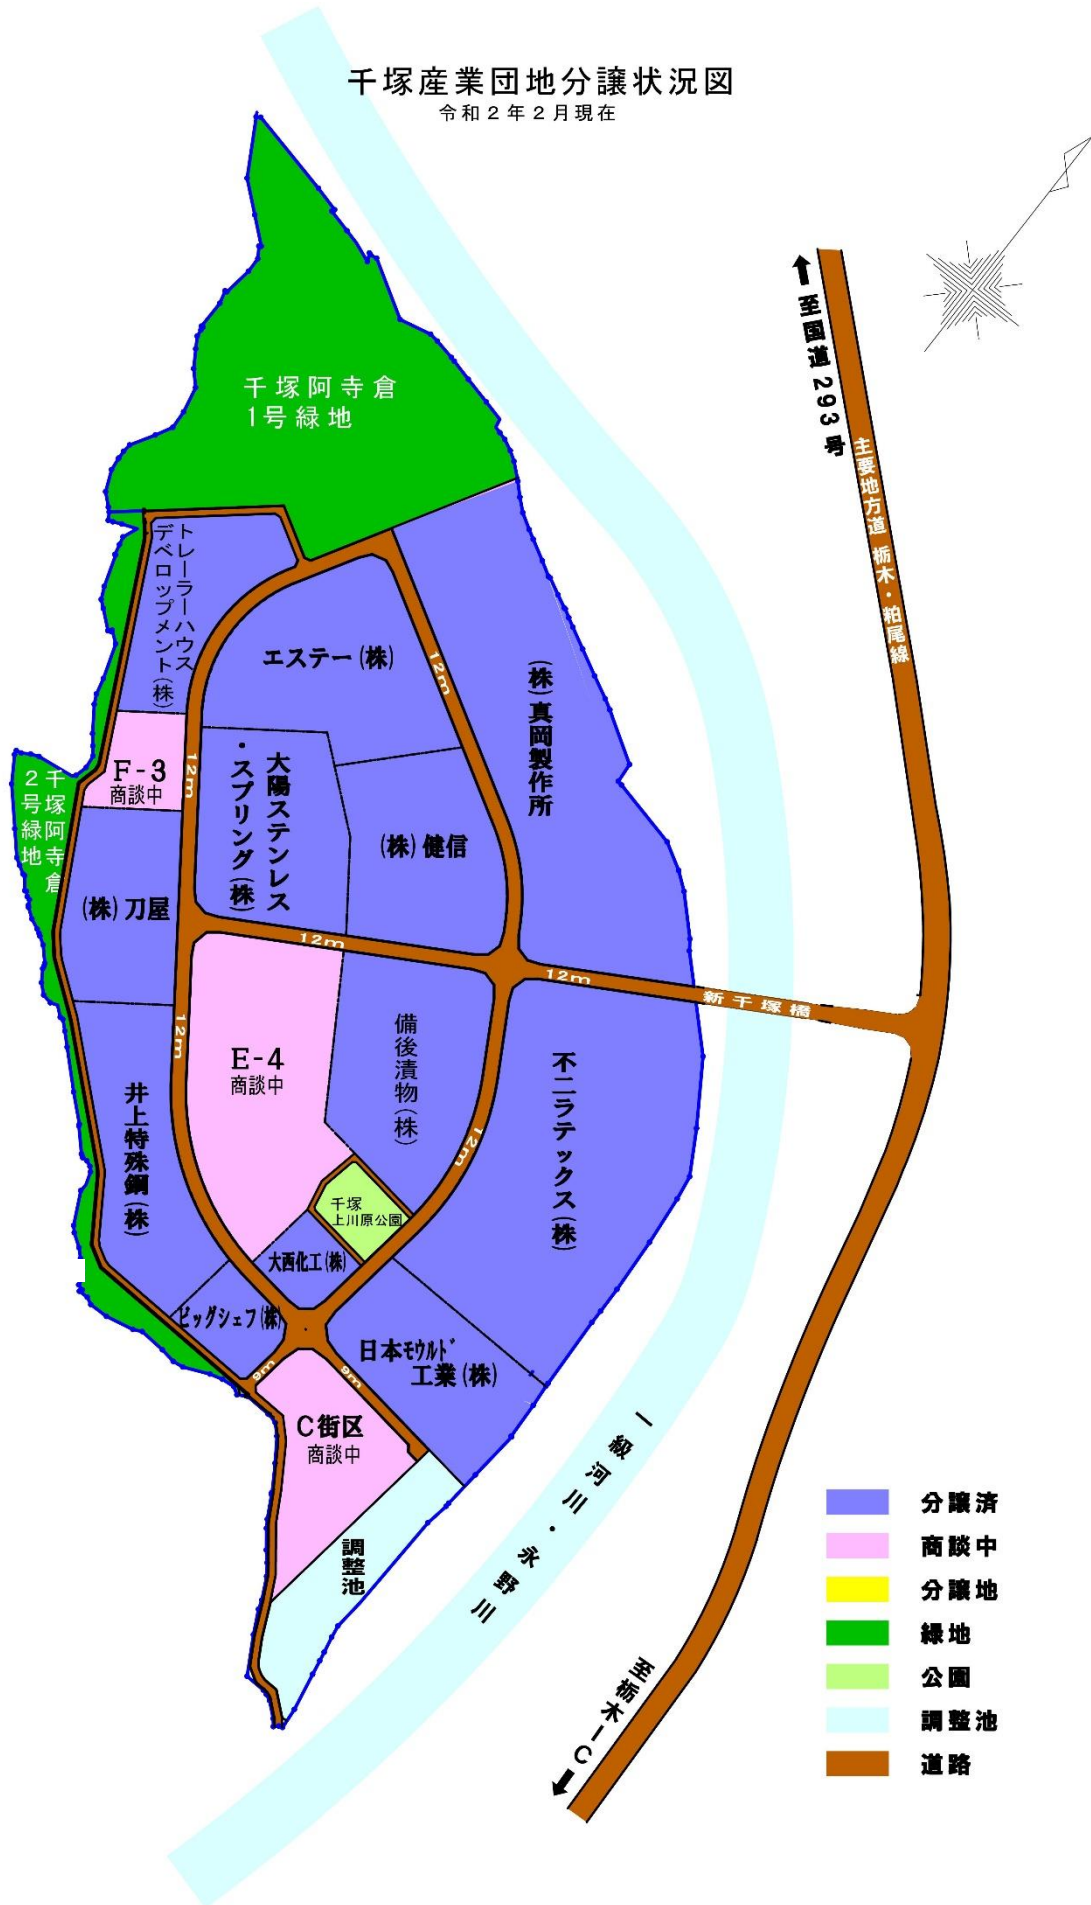 千塚産業団地分譲状況図
令和2年2月現在
至国道293号
主要地方道 栃木・粕尾線
千塚阿寺倉
1号緑地
トレーラーハウス
デベロップメント(株)
エステー(株)
12m
(株)真岡製作所
F-3
商談中
12m
大陽ステンレス
・スプリング(株)
(株)健信
千塚阿寺倉
2号緑地
(株)刀屋
12m
12m
新千塚橋
12m
E-4
商談中
備後漬物(株)
不二ラテックス(株)
井上特殊鋼(株)
12m
千塚
上川原公園
大西化工(株)
ビッグシェフ(株)
日本モウルド
工業(株)
9m
9m
C街区
商談中
調整池
一級河川・永野川
至栃木IC
分譲済
商談中
分譲地
緑地
公園
調整池
道路